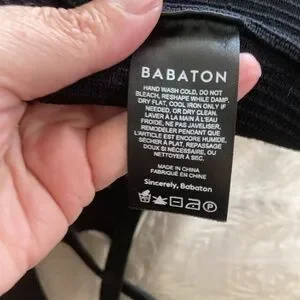 BABATON
HAND WASH COLD, DO NOT
BLEACH, RESHAPE WHILE DAMP,
DRY FLAT, COOL IRON ONLY IF
NEEDED, OR DRY CLEAN.
LAVER À LA MAIN À L'EAU
FROIDE, NE PAS JAVELISER,
REMODELER PENDANT QUE
L'ARTICLE EST ENCORE HUMIDE,
SÉCHER À PLAT, REPASSAGE
DOUX SI NÉCESSAIRE, OU
NETTOYER À SEC.
MADE IN CHINA
FABRIQUÉ EN CHINE
Sincerely, Babaton